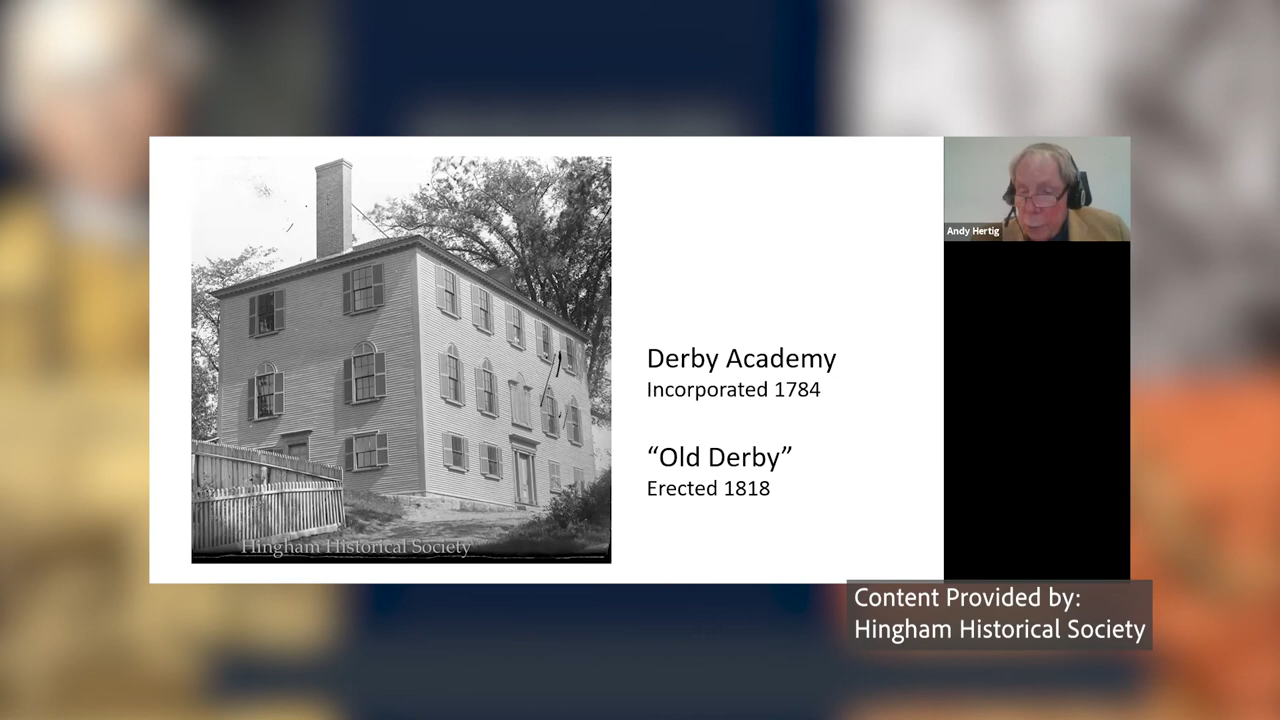 Andy Hertig
Derby Academy
Incorporated 1784
“Old Derby”
Erected 1818
Hingham Historical Society
Content Provided by:
Hingham Historical Society